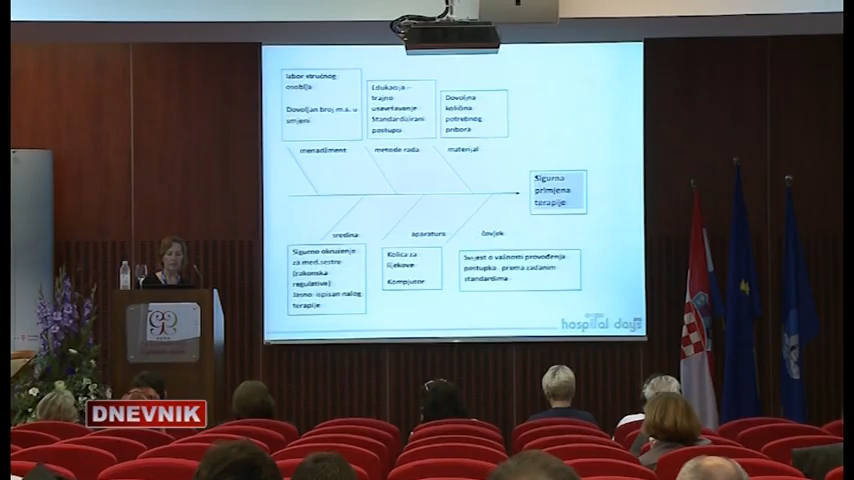 Izbor stručnog
osoblja
Dovoljan broj m.s. u
smjeni
Edukacija –
trajno
usavršavanje
Standardizirani
postupci
Dovoljna
količina
potrebnog
pribora
menadžment
metode rada
materijal
Sigurna
primjena
terapije
sredina
aparatura
čovjek
Sigurno okruženje
za med.sestre
(zakonska
regulativa)
Jasno ispisan nalog
terapije
Kolica za
lijekove
Kompjutor
Svijest o važnosti provođenja
postupka prema zadanim
standardima
hospital days
DNEVNIK